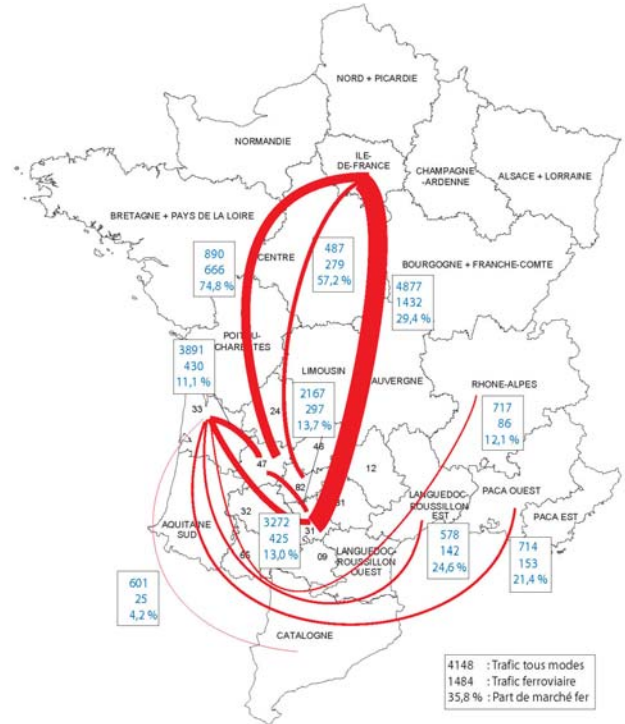 NORD + PICARDIE
NORMANDIE
ILE-
DE-FRANCE
CHAMPAGNE
-ARDENNE
ALSACE + LORRAINE
BRETAGNE + PAYS DE LA LOIRE
CENTRE
BOURGOGNE + FRANCHE-COMTE
890
666
74,8 %
487
279
57,2 %
4877
1432
29,4 %
POITOU-
CHARENTES
3891
430
11,1 %
LIMOUSIN
AUVERGNE
RHONE-ALPES
2167
297
13,7 %
717
86
12,1 %
33
24
46
47
82
12
81
32
31
65
09
AQUITAINE
SUD
3272
425
13,0 %
LANGUEDOC-
ROUSSILLON
EST
LANGUEDOC-
ROUSSILLON
OUEST
PACA OUEST
PACA EST
578
142
24,6 %
714
153
21,4 %
601
25
4,2 %
CATALOGNE
4148 : Trafic tous modes
1484 : Trafic ferroviaire
35,8 % : Part de marché fer